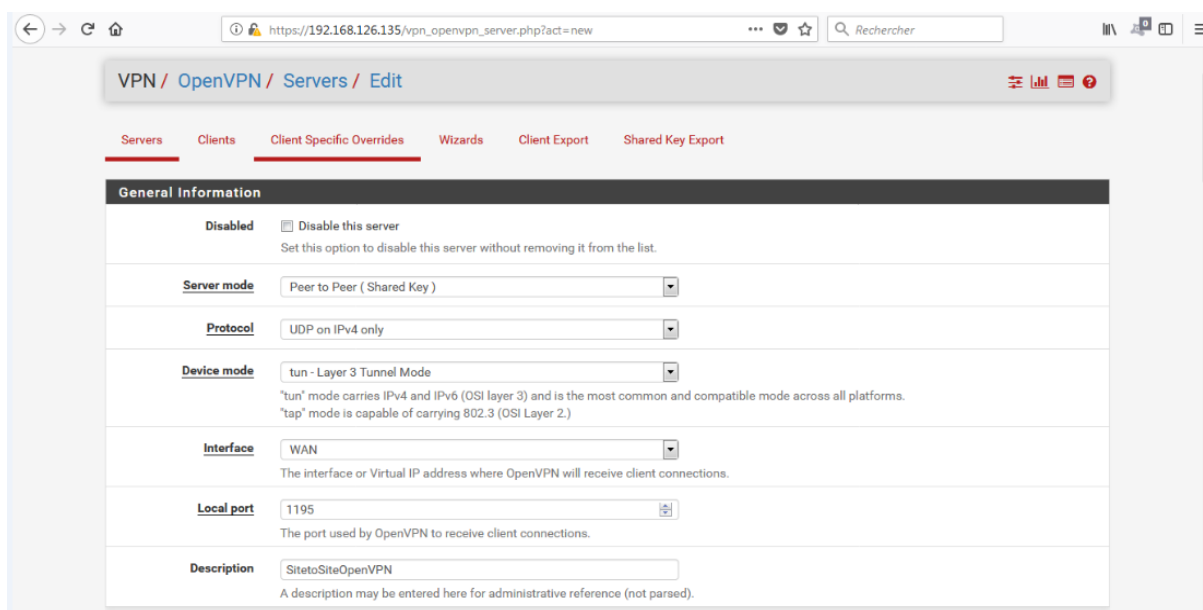 https://192.168.126.135/vpn_openvpn_server.php?act=new
Rechercher
0
VPN / OpenVPN / Servers / Edit
Servers Clients Client Specific Overrides Wizards Client Export Shared Key Export
General Information
Disabled Disable this server
Set this option to disable this server without removing it from the list.
Server mode Peer to Peer ( Shared Key )
Protocol UDP on IPv4 only
Device mode tun - Layer 3 Tunnel Mode
"tun" mode carries IPv4 and IPv6 (OSI layer 3) and is the most common and compatible mode across all platforms.
"tap" mode is capable of carrying 802.3 (OSI Layer 2.)
Interface WAN
The interface or Virtual IP address where OpenVPN will receive client connections.
Local port 1195
The port used by OpenVPN to receive client connections.
Description SitetoSiteOpenVPN
A description may be entered here for administrative reference (not parsed).